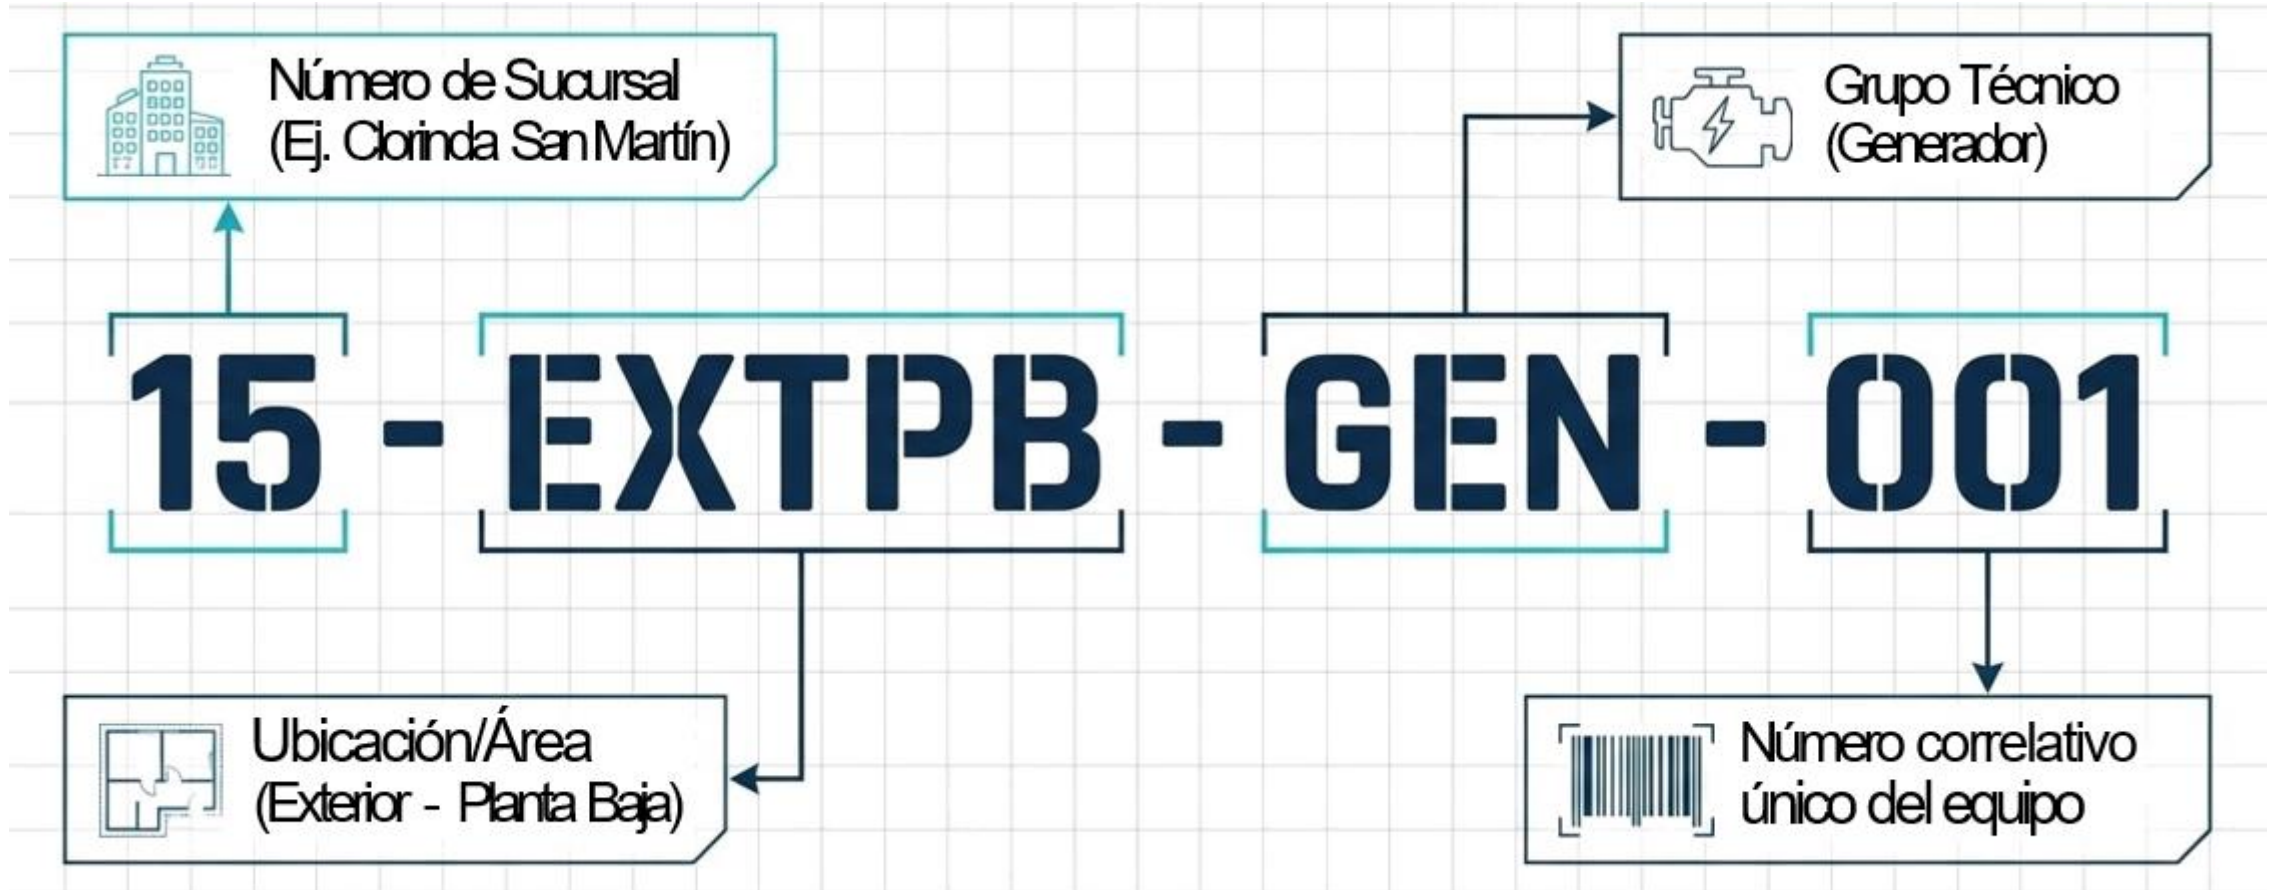 Número de Sucursal
(Ej. Clorinda San Martín)
Grupo Técnico
(Generador)
15 - EXTPB - GEN - 001
Ubicación/Área
(Exterior - Planta Baja)
Número correlativo
único del equipo